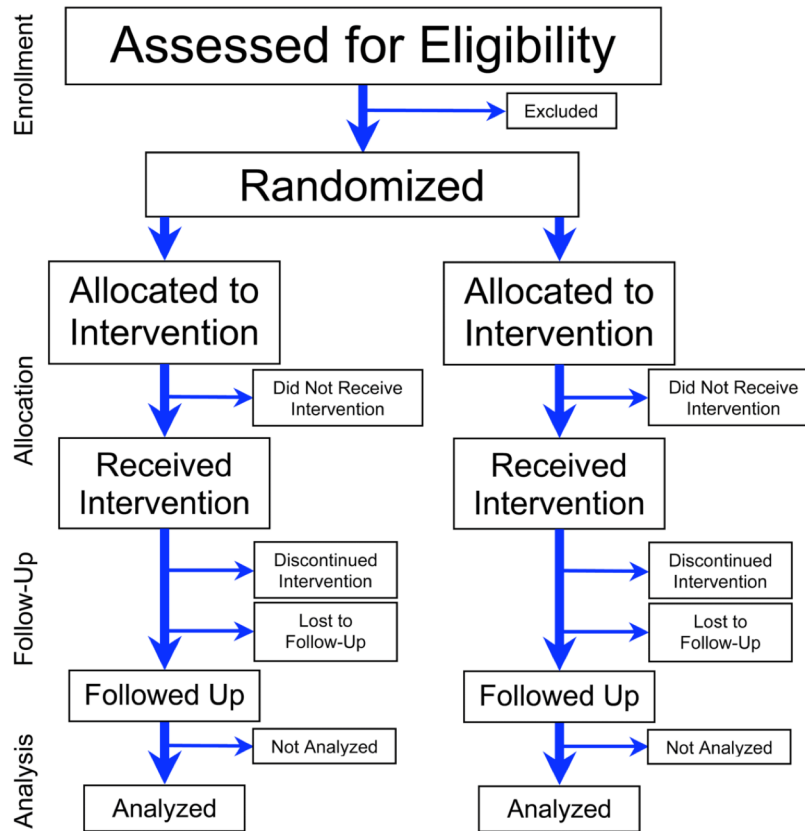 Enrollment
Assessed for Eligibility
Excluded
Randomized
Allocated to
Intervention
Allocated to
Intervention
Allocation
Did Not Receive
Intervention
Did Not Receive
Intervention
Received
Intervention
Received
Intervention
Follow-Up
Discontinued
Intervention
Discontinued
Intervention
Lost to
Follow-Up
Lost to
Follow-Up
Followed Up
Followed Up
Analysis
Not Analyzed
Not Analyzed
Analyzed
Analyzed